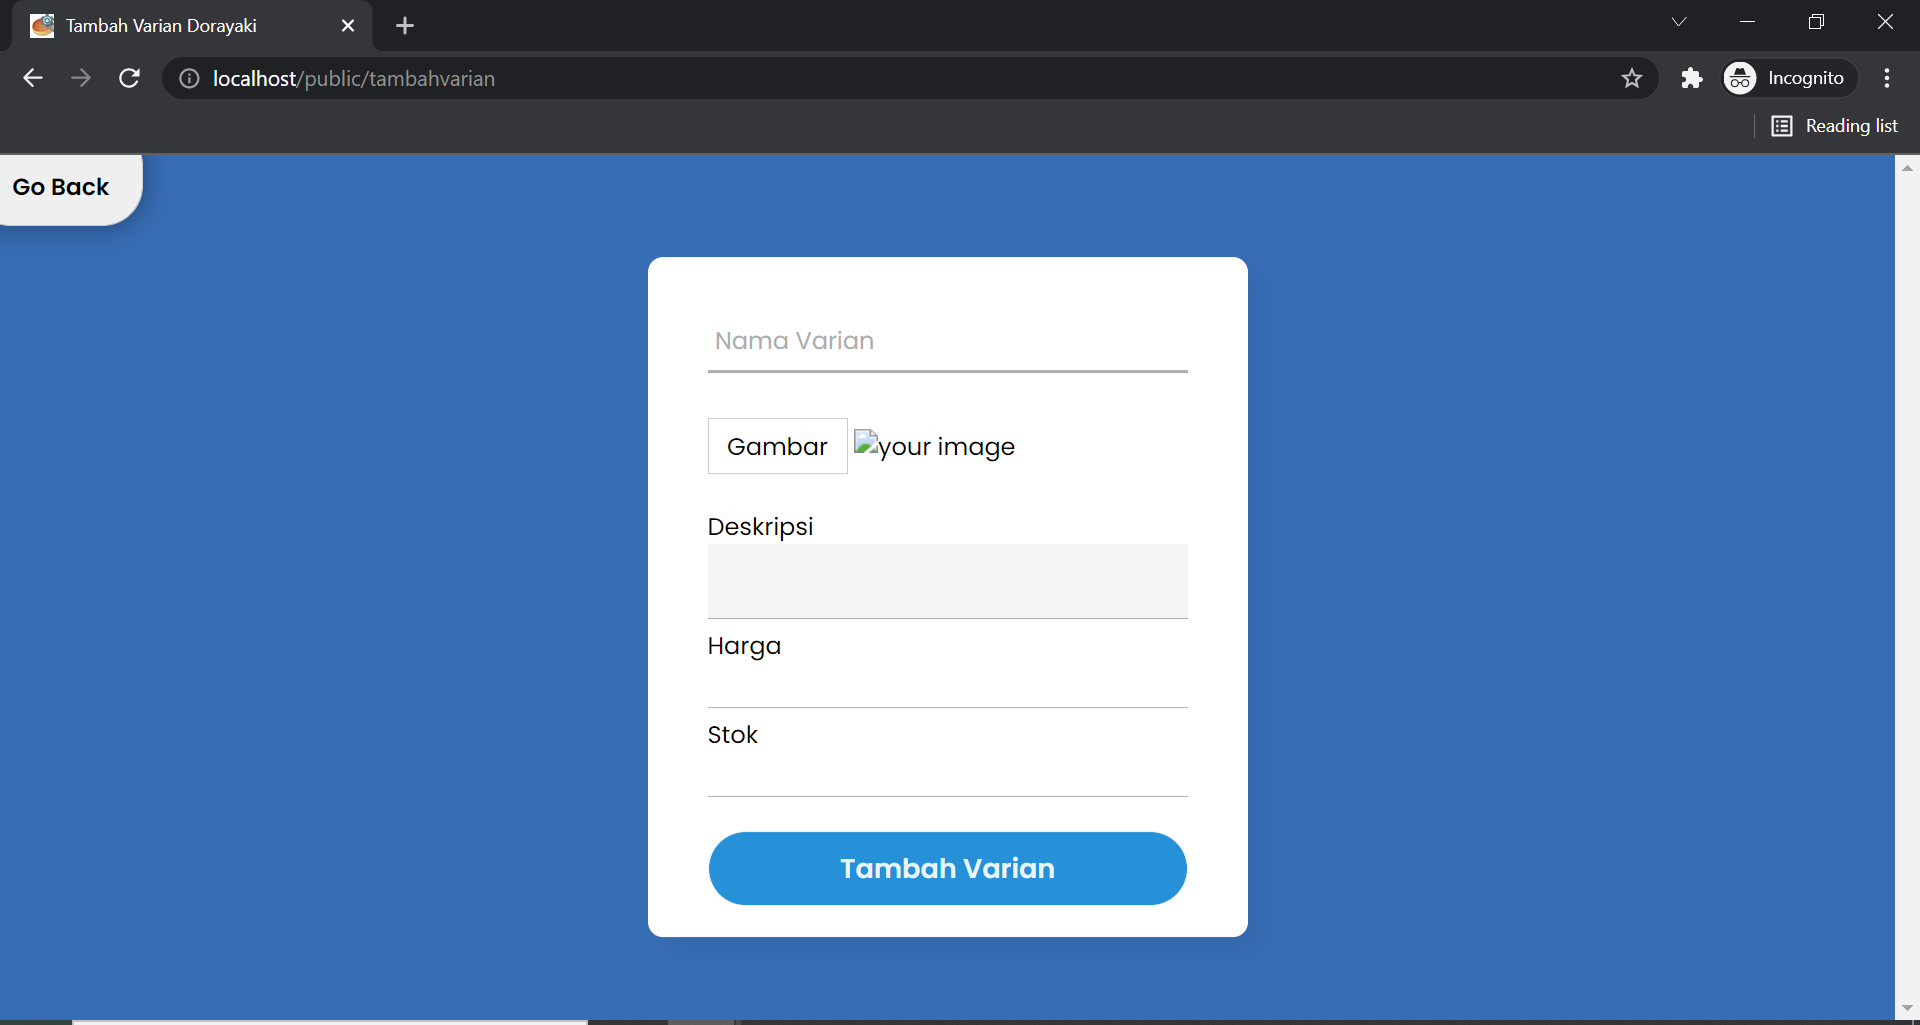 Tambah Varian Dorayaki
localhost/public/tambahvarian
Incognito
Reading list
Go Back
Nama Varian
Gambar
your image
Deskripsi
Harga
Stok
Tambah Varian